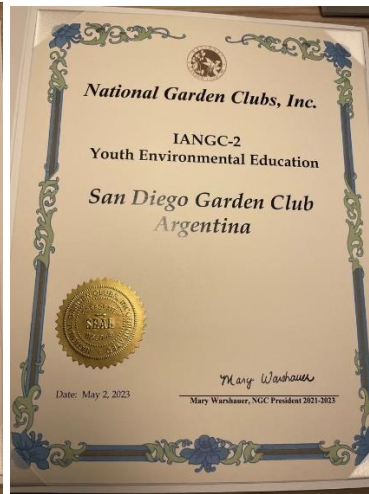 National Garden Clubs, Inc.
IANGC-2
Youth Environmental Education
San Diego Garden Club
Argentina
SEAL
Date: May 2, 2023
Mary Warshauer
Mary Warshauer, NGC President 2021-2023